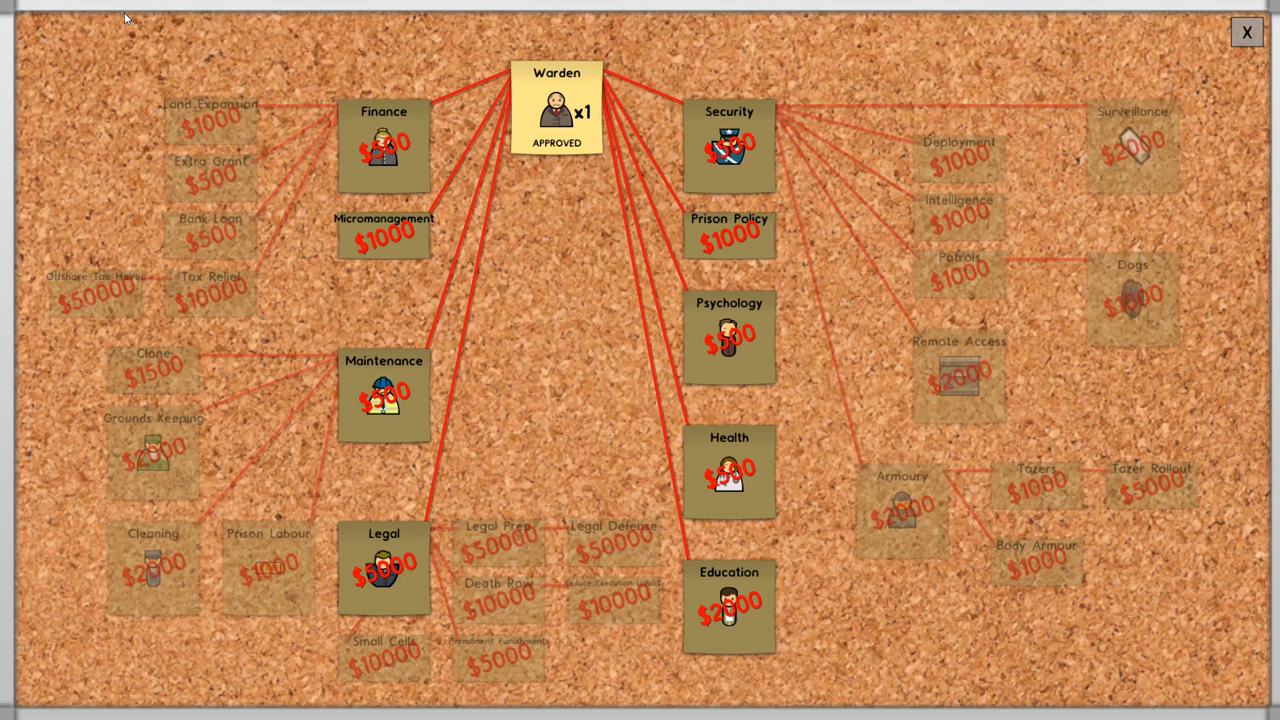 X
Warden
x1
APPROVED
Finance
$500
Micromanagement
$1000
Land Expansion
$1000
Extra Grant
$500
Bank Loan
$500
Offshore Tax Haven
$50000
Tax Relief
$10000
Maintenance
$500
Clone
$1500
Grounds Keeping
$2000
Cleaning
$2000
Prison Labour
$1000
Legal
$5000
Legal Prep
$50000
Legal Defense
$50000
Death Row
$10000
Reduce Execution Liability
$10000
Small Cells
$10000
Permanent Punishments
$5000
Security
$500
Prison Policy
$1000
Psychology
$500
Health
$500
Education
$2000
Deployment
$1000
Intelligence
$1000
Patrols
$1000
Surveillance
$2000
Dogs
$1000
Remote Access
$2000
Armoury
$2000
Tazers
$1000
Tazer Rollout
$5000
Body Armour
$1000